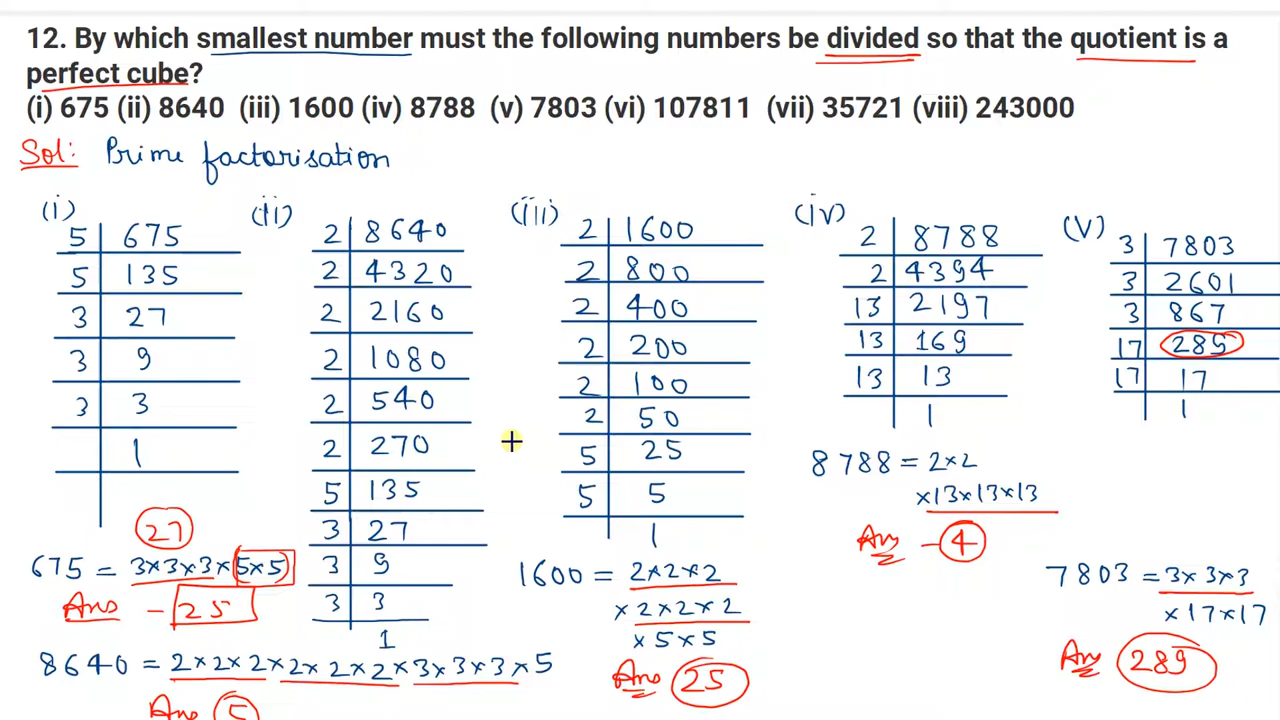 12. By which smallest number must the following numbers be divided so that the quotient is a
perfect cube?
(i) 675 (ii) 8640 (iii) 1600 (iv) 8788 (v) 7803 (vi) 107811 (vii) 35721 (viii) 243000
Sol: Prime factorisation
(i)
5 675
5 135
3 27
3 9
3 3
1
27
675 = 3×3×3×5×5
Ans - 25
(ii)
2 8640
2 4320
2 2160
2 1080
2 540
2 270
5 135
3 27
3 9
3 3
1
8640 = 2×2×2×2×2×2×3×3×3×5
Ans 5
(iii)
2 1600
2 800
2 400
2 200
2 100
2 50
5 25
5 5
1
1600 = 2×2×2
×2×2×2
×5×5
Ans 25
(iv)
2 8788
2 4394
13 2197
13 169
13 13
1
8788 = 2×2
×13×13×13
Ans - 4
(V)
3 7803
3 2601
3 867
17 289
17 17
1
7803 = 3×3×3
×17×17
Ans 289